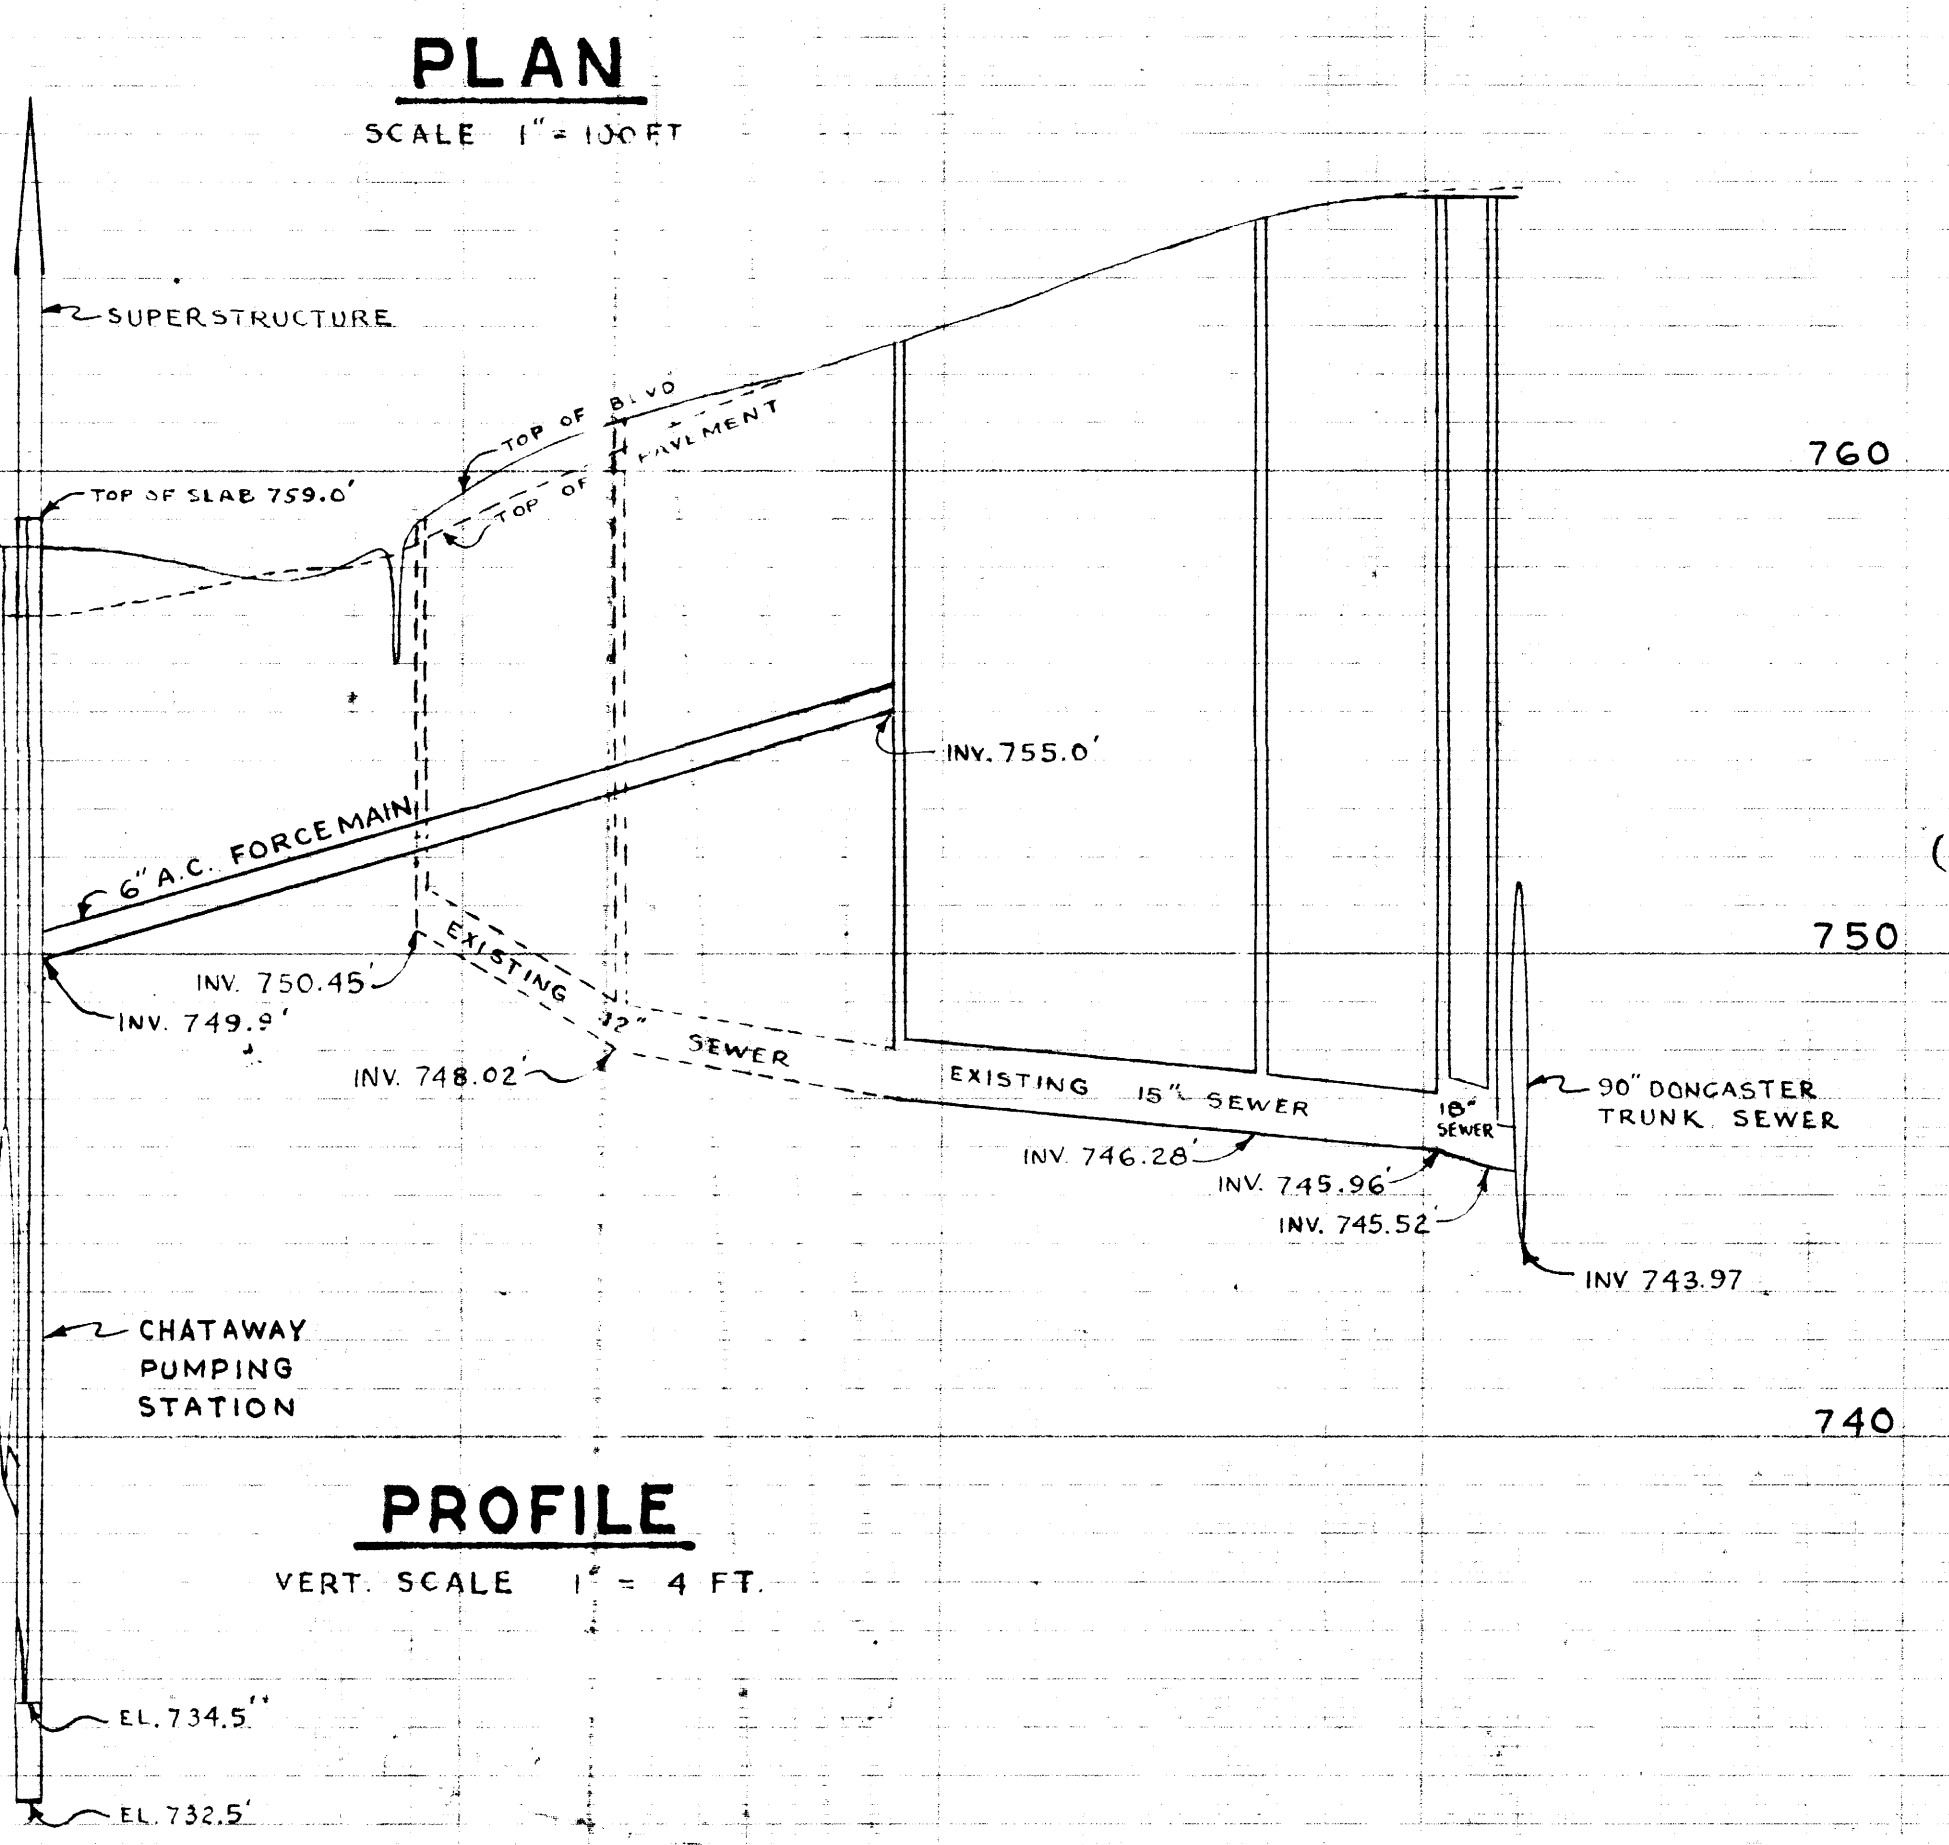 PLAN
SCALE 1" = 100 FT
SUPERSTRUCTURE
TOP OF BLVD
TOP OF PAVEMENT
760
TOP OF SLAB 759.0'
INV. 755.0'
6" A.C. FORCEMAIN
750
EXISTING 12" SEWER
INV. 750.45'
INV. 749.9'
INV. 748.02'
EXISTING 15" SEWER
18"
SEWER
90" DONCASTER
TRUNK SEWER
INV. 746.28'
INV. 745.96'
INV. 745.52'
INV 743.97
CHATAWAY
PUMPING
STATION
740
PROFILE
VERT. SCALE 1" = 4 FT.
EL. 734.5'
EL. 732.5'